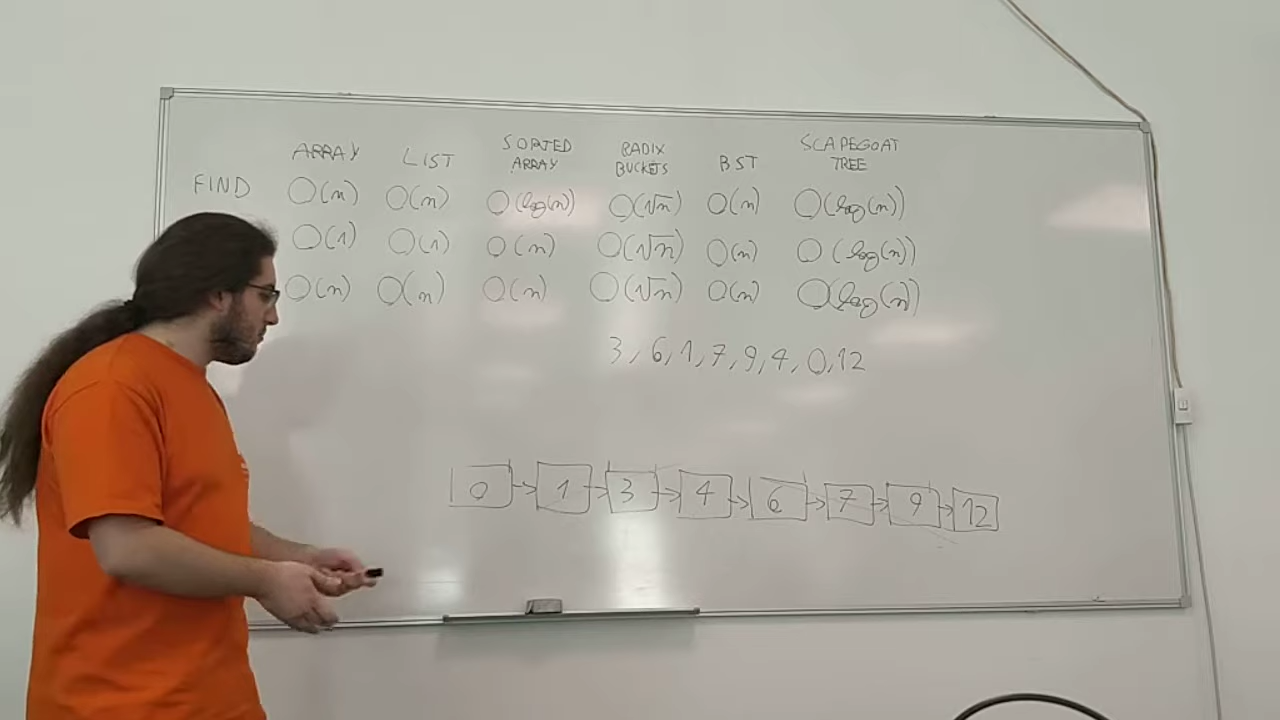 ARRAY LIST SORTED ARRAY RADIX BUCKETS BST SCAPEGOAT TREE
FIND O(n) O(n) O(log(n)) O(√n) O(n) O(log(n))
O(1) O(1) O(n) O(√n) O(n) O(log(n))
O(n) O(n) O(n) O(√n) O(n) O(log(n))
3, 6, 1, 7, 9, 4, 0, 12
0 → 1 → 3 → 4 → 6 → 7 → 9 → 12